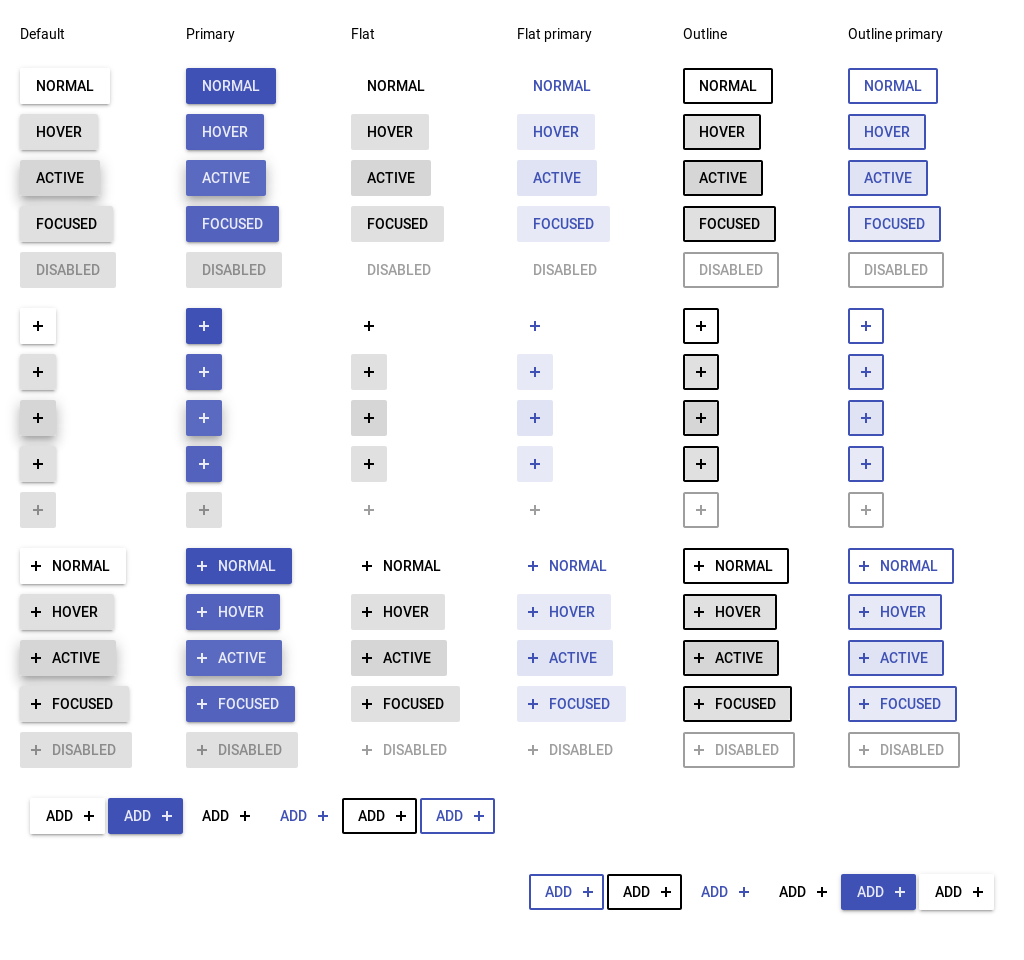 Default Primary Flat Flat primary Outline Outline primary
NORMAL NORMAL NORMAL NORMAL NORMAL NORMAL
HOVER HOVER HOVER HOVER HOVER HOVER
ACTIVE ACTIVE ACTIVE ACTIVE ACTIVE ACTIVE
FOCUSED FOCUSED FOCUSED FOCUSED FOCUSED FOCUSED
DISABLED DISABLED DISABLED DISABLED DISABLED DISABLED
+ + + + + +
+ + + + + +
+ + + + + +
+ + + + + +
+ + + + + +
+ NORMAL + NORMAL + NORMAL + NORMAL + NORMAL + NORMAL
+ HOVER + HOVER + HOVER + HOVER + HOVER + HOVER
+ ACTIVE + ACTIVE + ACTIVE + ACTIVE + ACTIVE + ACTIVE
+ FOCUSED + FOCUSED + FOCUSED + FOCUSED + FOCUSED + FOCUSED
+ DISABLED + DISABLED + DISABLED + DISABLED + DISABLED + DISABLED
ADD + ADD + ADD + ADD + ADD + ADD +
ADD + ADD + ADD + ADD + ADD + ADD +